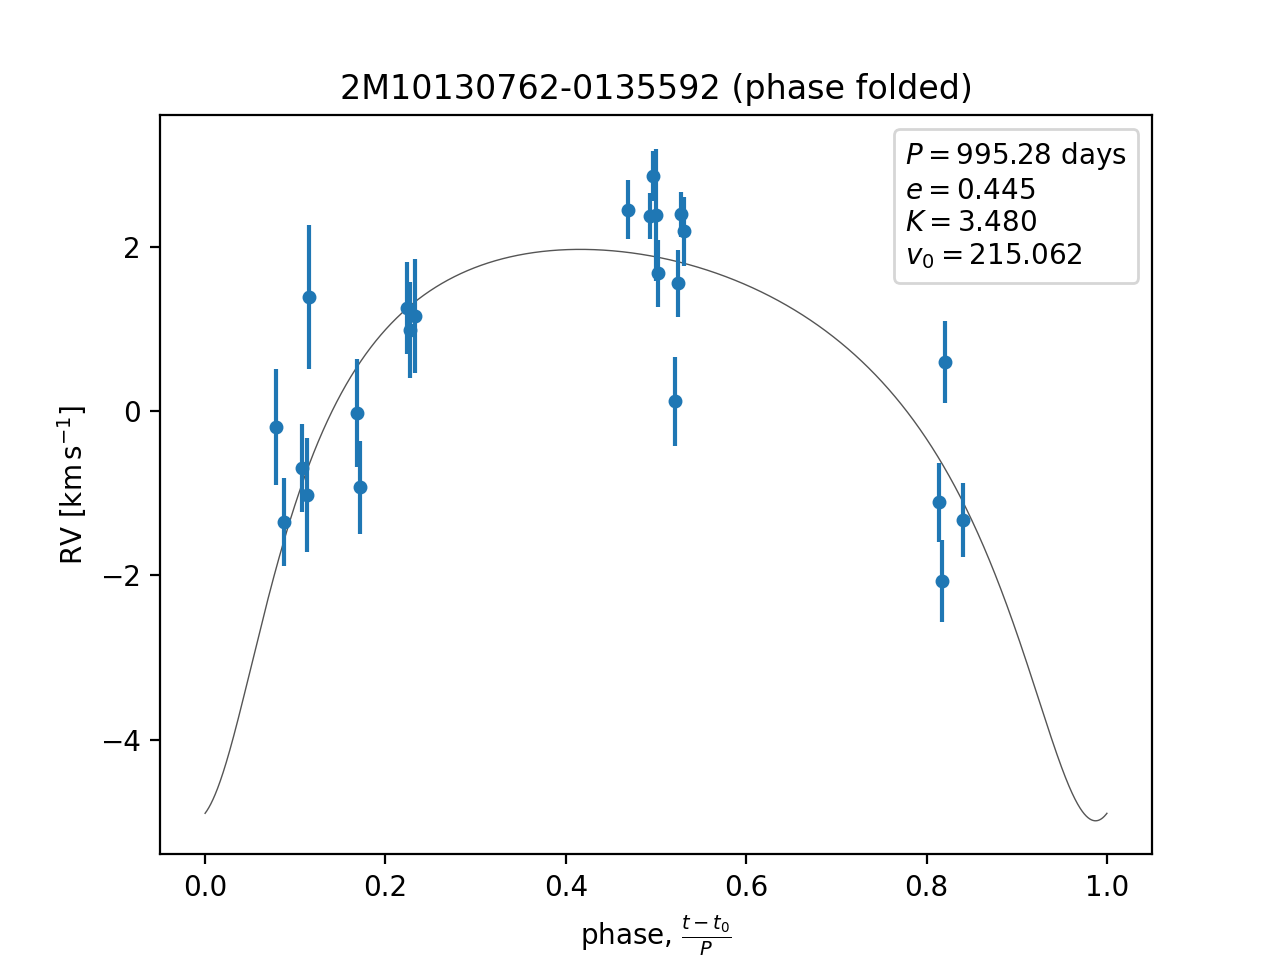 2M10130762-0135592 (phase folded)
P = 995.28 days
e = 0.445
K = 3.480
v₀ = 215.062
RV [km s⁻¹]
2
0
−2
−4
0.0 0.2 0.4 0.6 0.8 1.0
phase, (t − t₀)/P